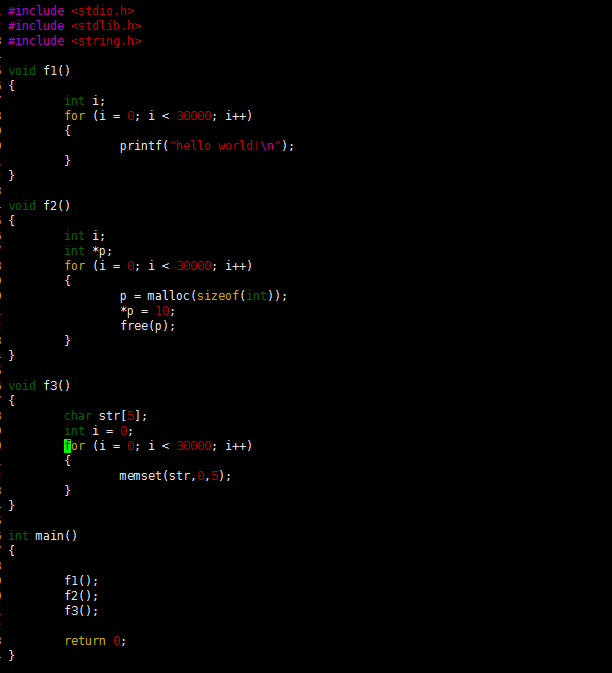 #include <stdio.h>
#include <stdlib.h>
#include <string.h>
void f1()
{
int i;
for (i = 0; i < 30000; i++)
{
printf("hello world!\n");
}
}
void f2()
{
int i;
int *p;
for (i = 0; i < 30000; i++)
{
p = malloc(sizeof(int));
*p = 10;
free(p);
}
}
void f3()
{
char str[5];
int i = 0;
for (i = 0; i < 30000; i++)
{
memset(str,0,5);
}
}
int main()
{
f1();
f2();
f3();
return 0;
}